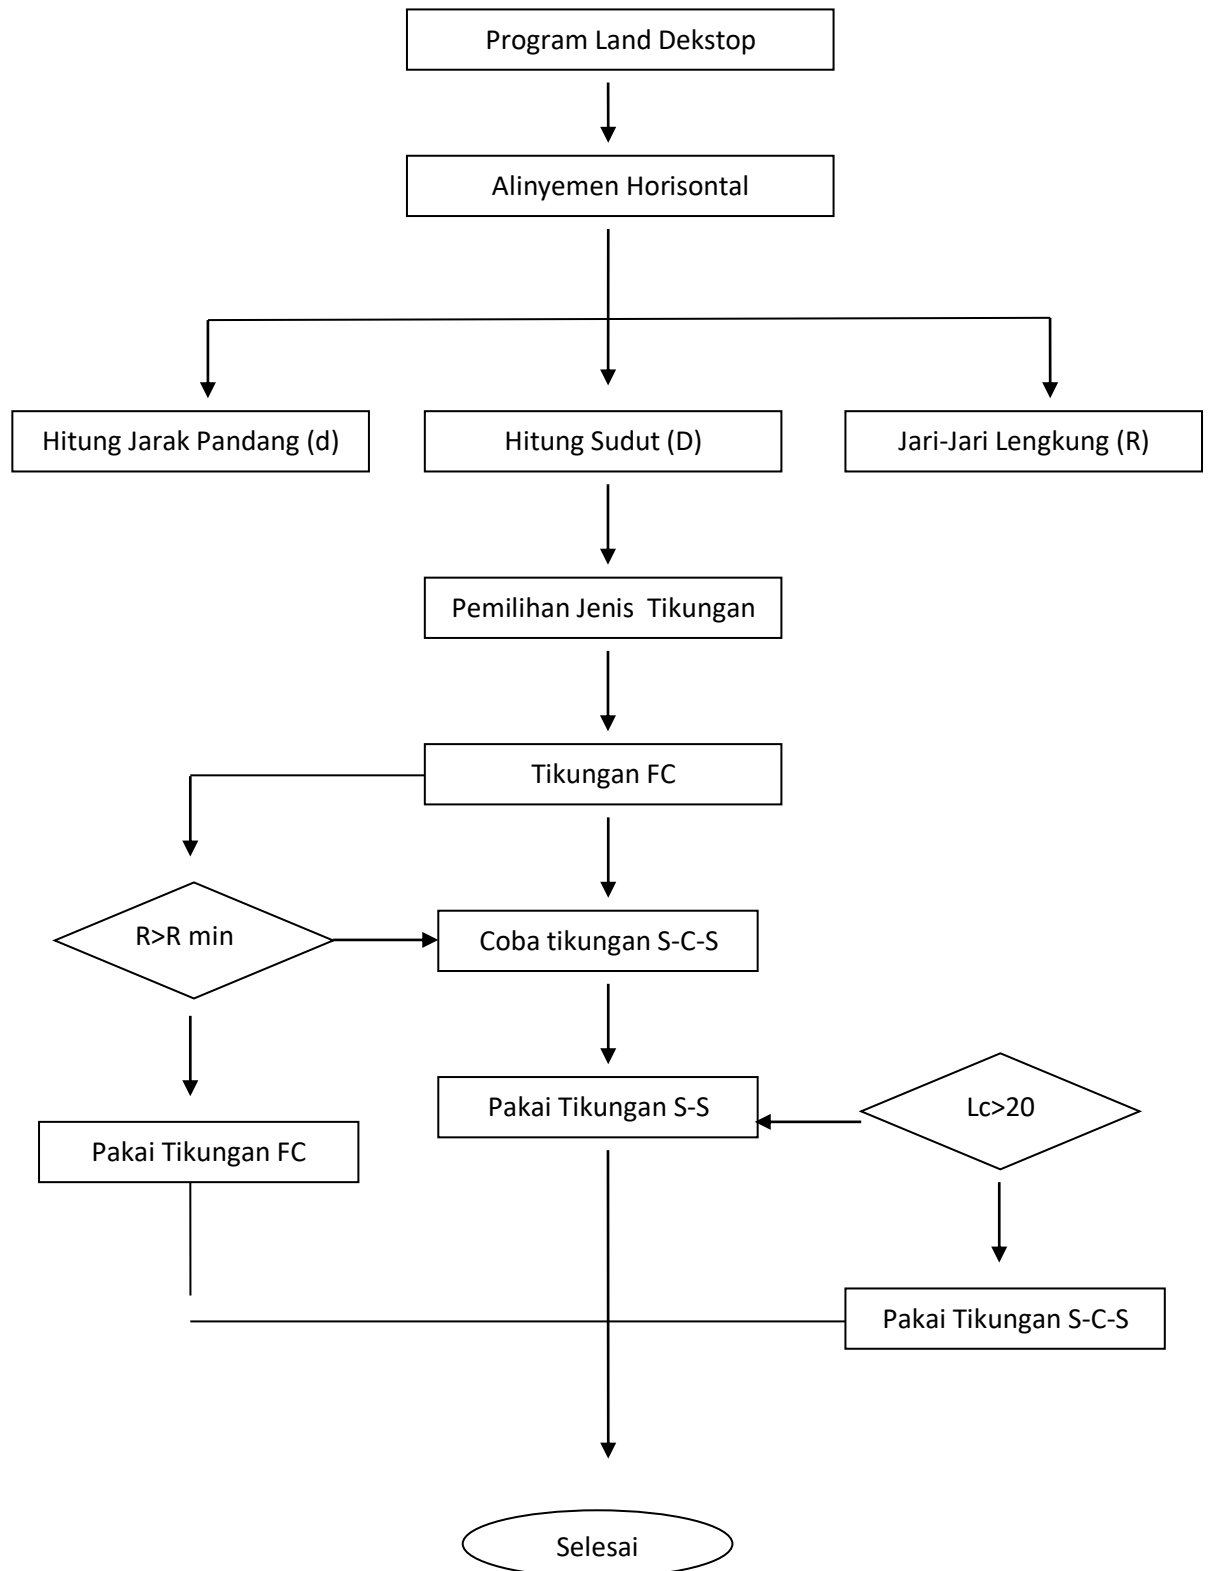 Program Land Dekstop
Alinyemen Horisontal
Hitung Jarak Pandang (d)
Hitung Sudut (D)
Jari-Jari Lengkung (R)
Pemilihan Jenis  Tikungan
Tikungan FC
R>R min
Coba tikungan S-C-S
Pakai Tikungan S-S
Lc>20
Pakai Tikungan FC
Pakai Tikungan S-C-S
Selesai